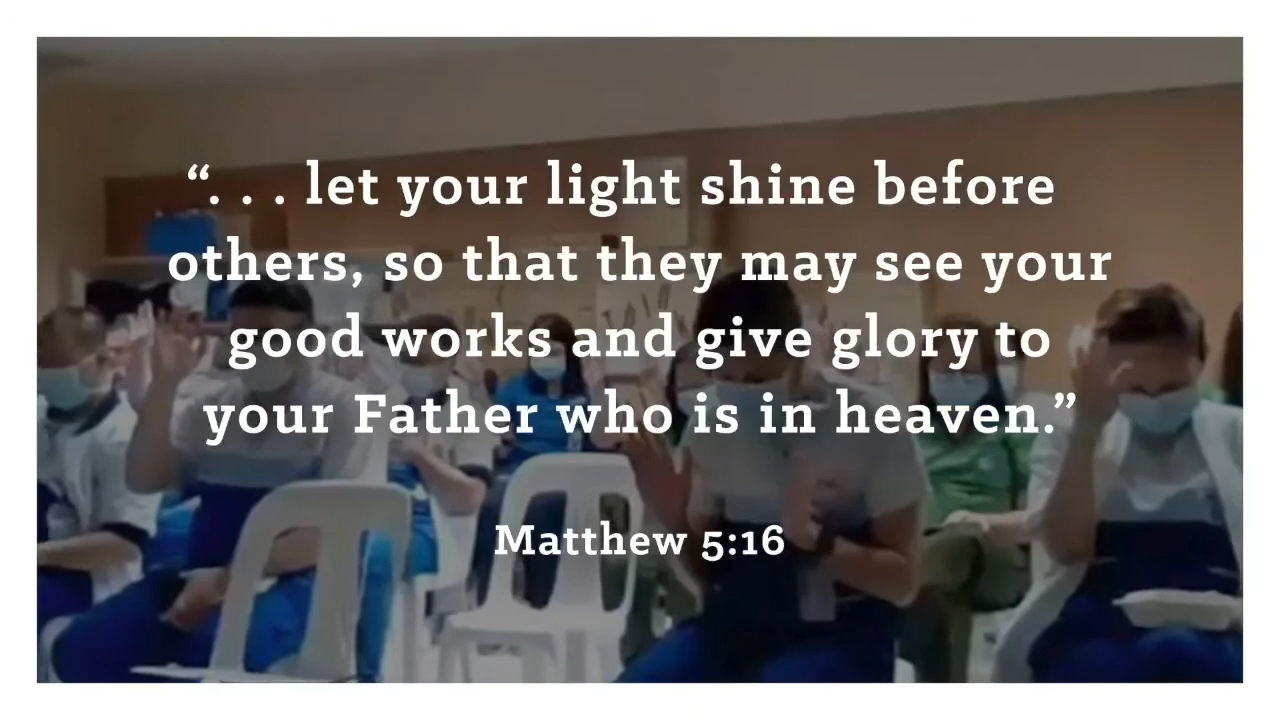 “. . . let your light shine before
others, so that they may see your
good works and give glory to
your Father who is in heaven.”
Matthew 5:16